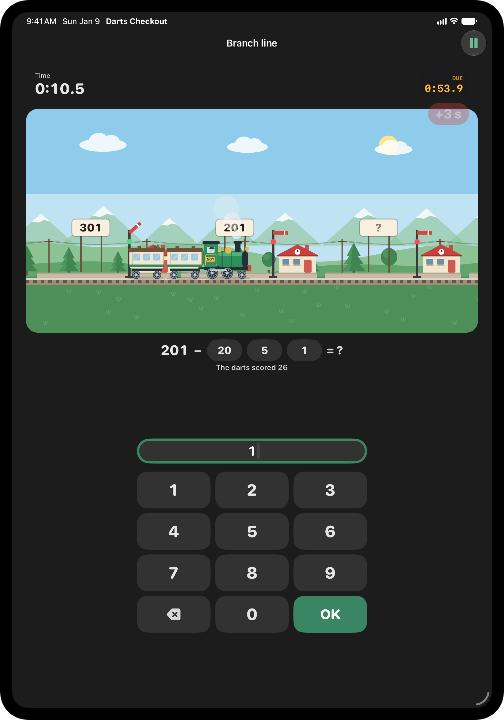 9:41 AM Sun Jan 9 Darts Checkout
Branch line
Time
0:10.5
DUE
0:53.9
+3 s
301
201
?
201 – 20 5 1 = ?
The darts scored 26
1
1 2 3
4 5 6
7 8 9
0 OK